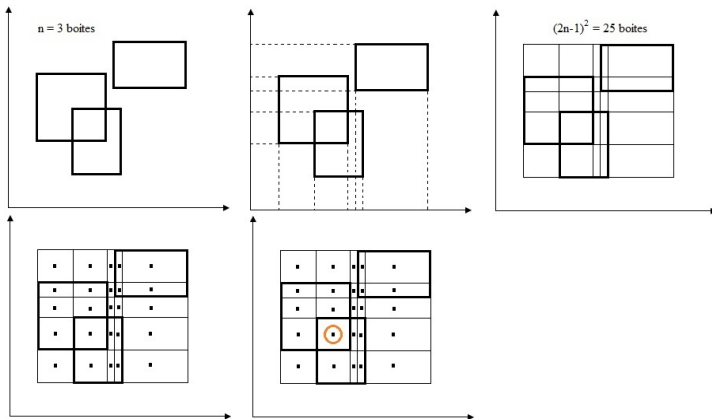 n = 3 boites
(2n-1)² = 25 boites